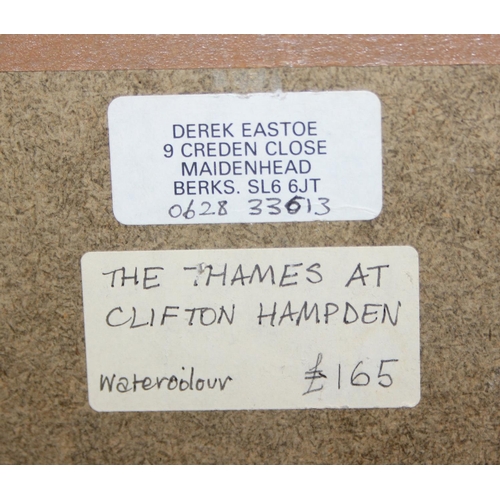 DEREK EASTOE
9 CREDEN CLOSE
MAIDENHEAD
BERKS. SL6 6JT
0628 33613
THE THAMES AT
CLIFTON HAMPDEN
Watercolour £165